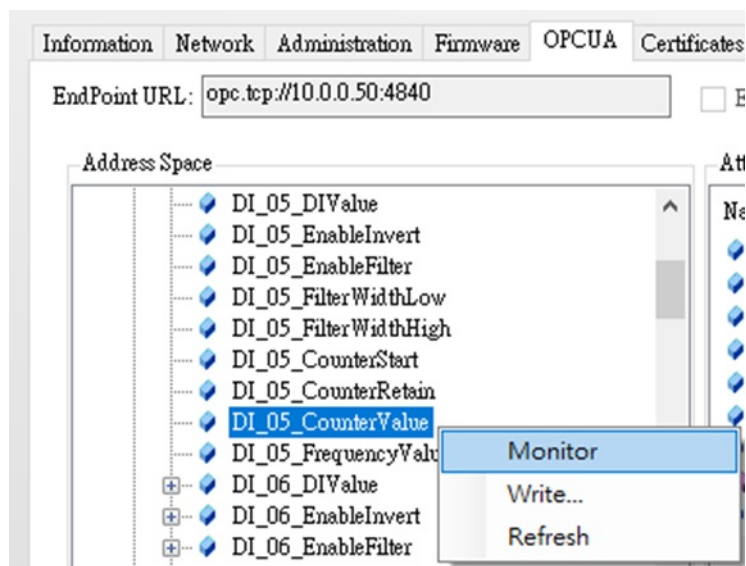 Information Network Administration Firmware OPCUA Certificates
EndPoint URL: opc.tcp://10.0.0.50:4840
Address Space
DI_05_DIValue
DI_05_EnableInvert
DI_05_EnableFilter
DI_05_FilterWidthLow
DI_05_FilterWidthHigh
DI_05_CounterStart
DI_05_CounterRetain
DI_05_CounterValue
Monitor
DI_05_FrequencyValu
Write...
DI_06_DIValue
DI_06_EnableInvert
Refresh
DI_06_EnableFilter